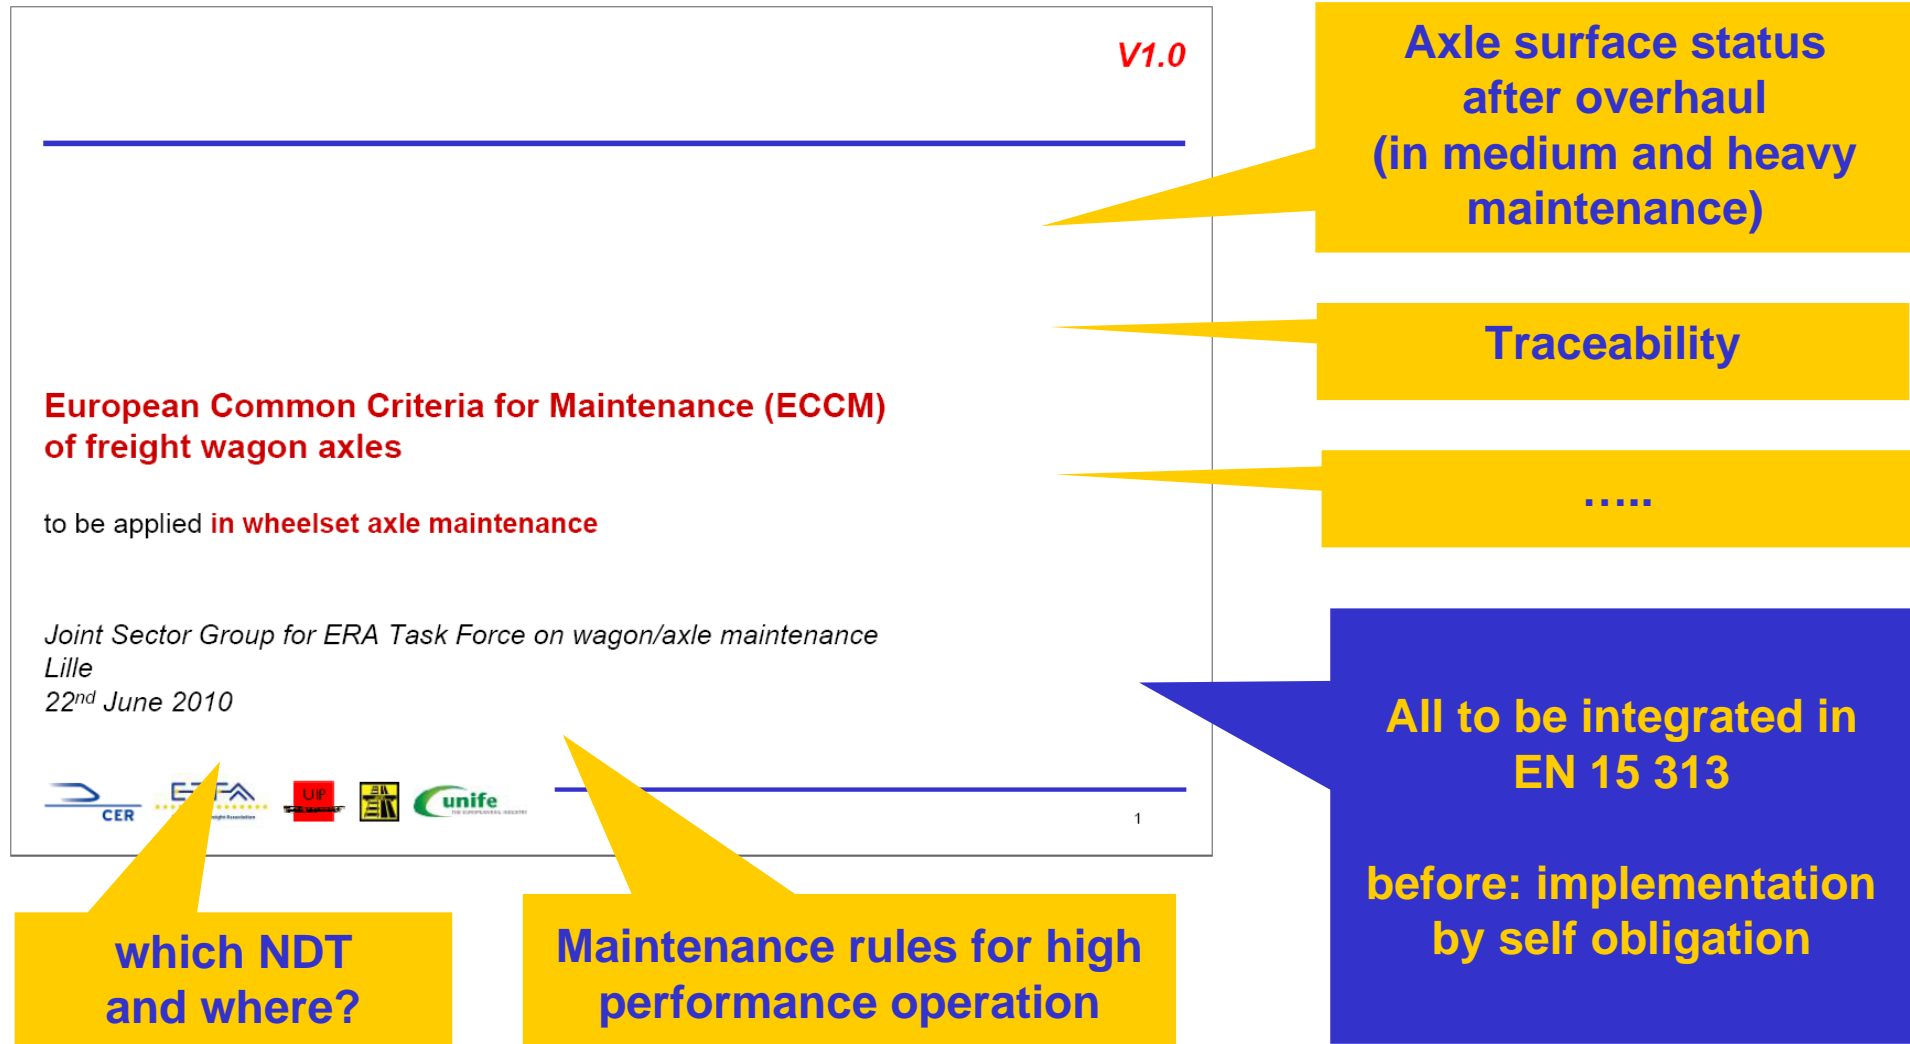 V1.0
European Common Criteria for Maintenance (ECCM)
of freight wagon axles
to be applied in wheelset axle maintenance
Joint Sector Group for ERA Task Force on wagon/axle maintenance
Lille
22nd June 2010
CER
UIP
unife
1
Axle surface status
after overhaul
(in medium and heavy
maintenance)
Traceability
…..
All to be integrated in
EN 15 313
before: implementation
by self obligation
which NDT
and where?
Maintenance rules for high
performance operation